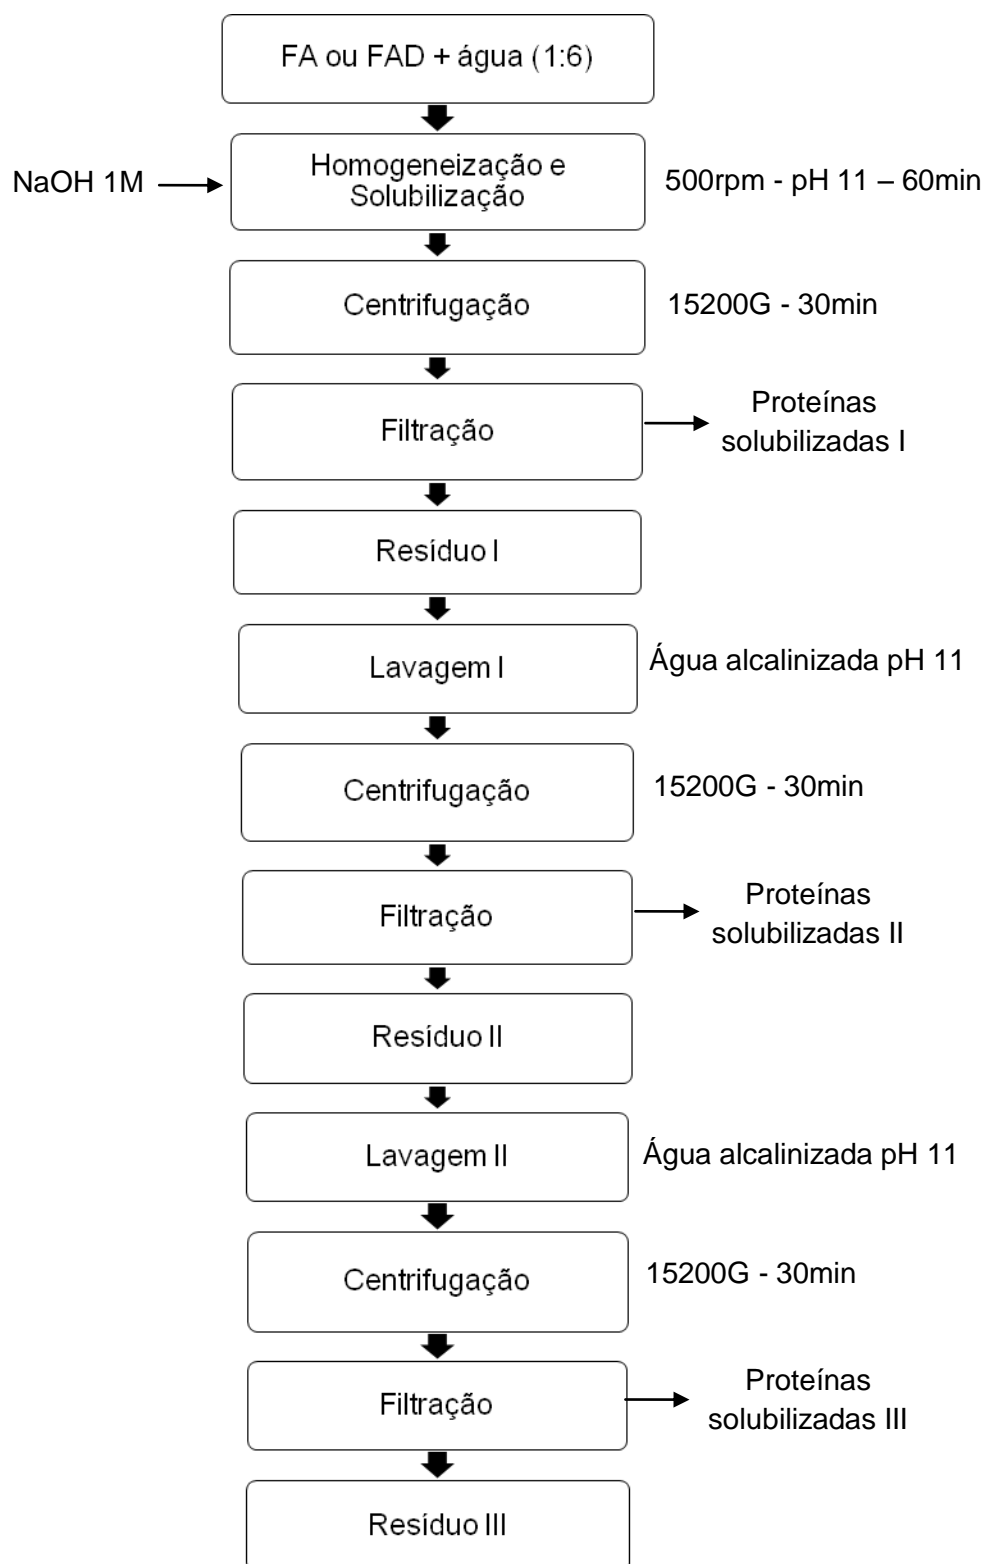 FA ou FAD + água (1:6)
NaOH 1M
Homogeneização e
Solubilização
500rpm - pH 11 – 60min
Centrifugação
15200G - 30min
Filtração
Proteínas
solubilizadas I
Resíduo I
Lavagem I
Água alcalinizada pH 11
Centrifugação
15200G - 30min
Filtração
Proteínas
solubilizadas II
Resíduo II
Lavagem II
Água alcalinizada pH 11
Centrifugação
15200G - 30min
Filtração
Proteínas
solubilizadas III
Resíduo III